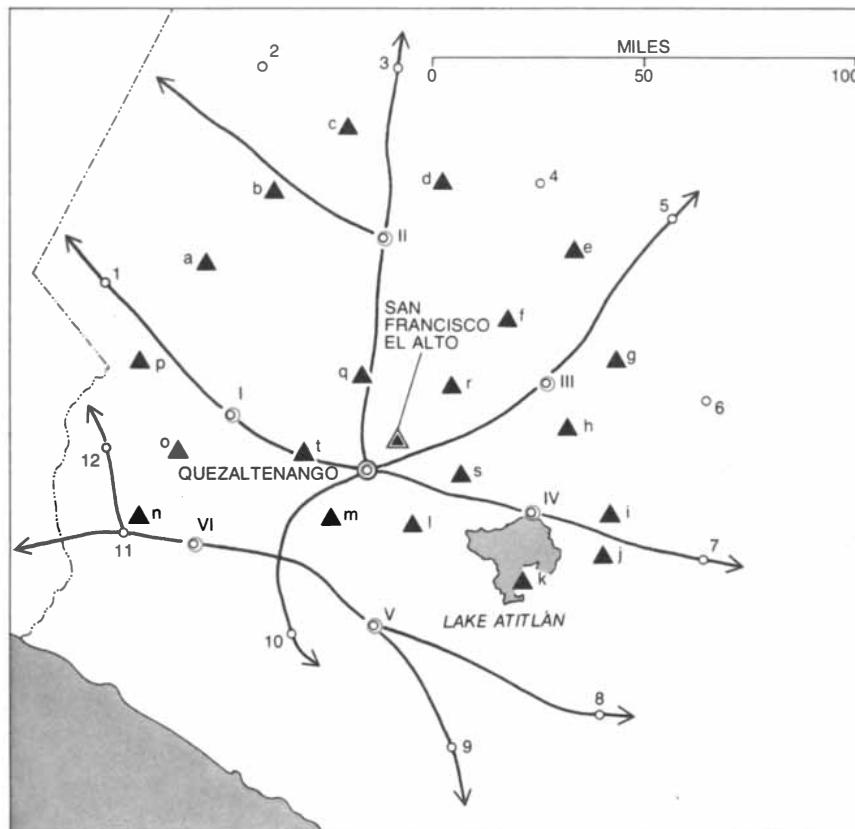 MILES
0 50 100
2
3
c
b
d
4
5
II
a
e
1
SAN
FRANCISCO
EL ALTO
f
p
q
r
III
g
I
6
o
t
h
12
QUEZALTENANGO
s
n
VI
m
l
IV
i
11
j
7
k
V
LAKE ATITLÁN
10
8
9